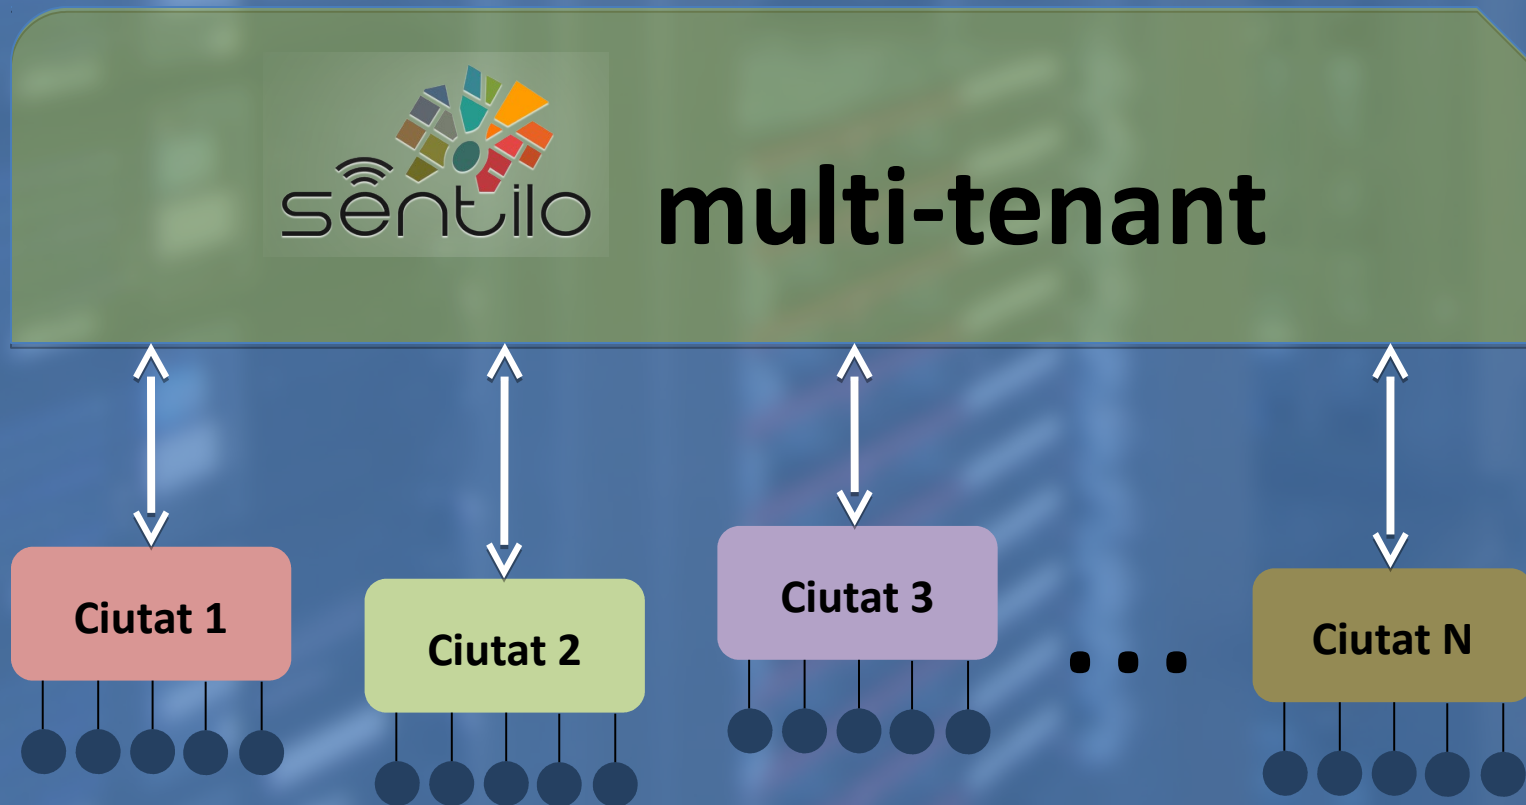 sentilo
multi-tenant
Ciutat 1
Ciutat 2
Ciutat 3
...
Ciutat N